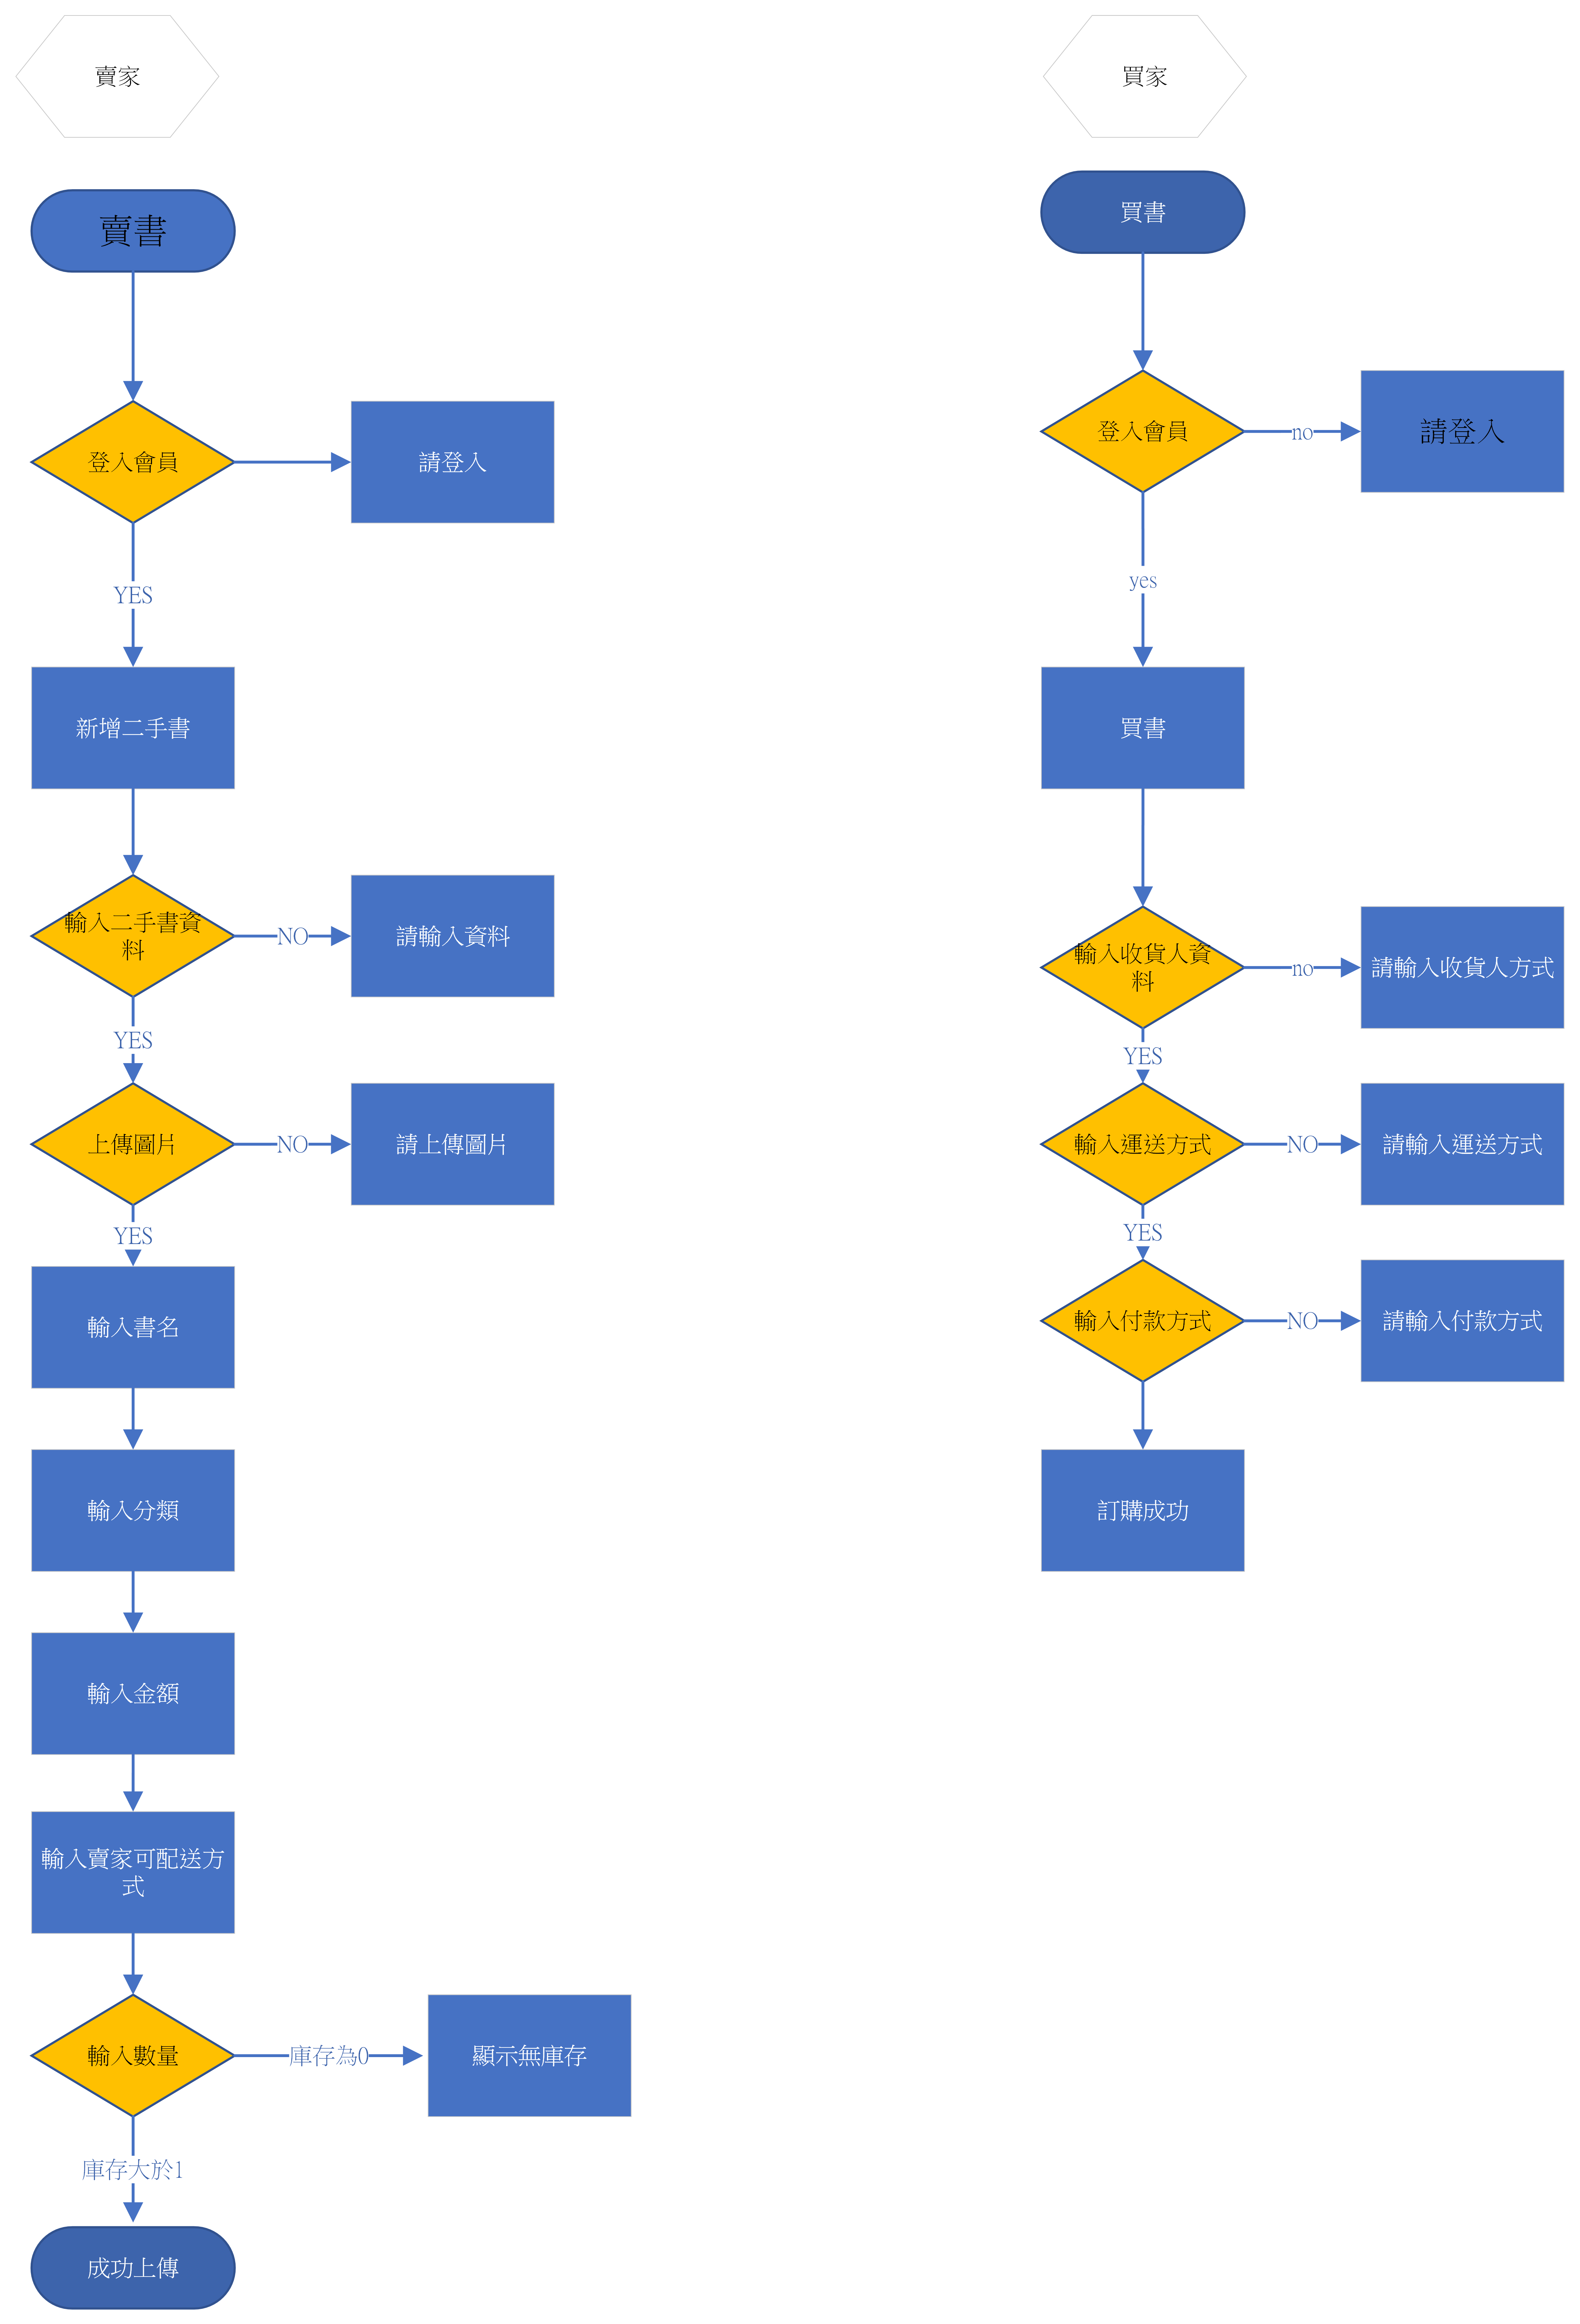 賣家
賣書
登入會員
請登入
YES
新增二手書
輸入二手書資
料
NO
請輸入資料
YES
上傳圖片
NO
請上傳圖片
YES
輸入書名
輸入分類
輸入金額
輸入賣家可配送方
式
輸入數量
庫存為0
顯示無庫存
庫存大於1
成功上傳
買家
買書
登入會員
no
請登入
yes
買書
輸入收貨人資
料
no
請輸入收貨人方式
YES
輸入運送方式
NO
請輸入運送方式
YES
輸入付款方式
NO
請輸入付款方式
訂購成功